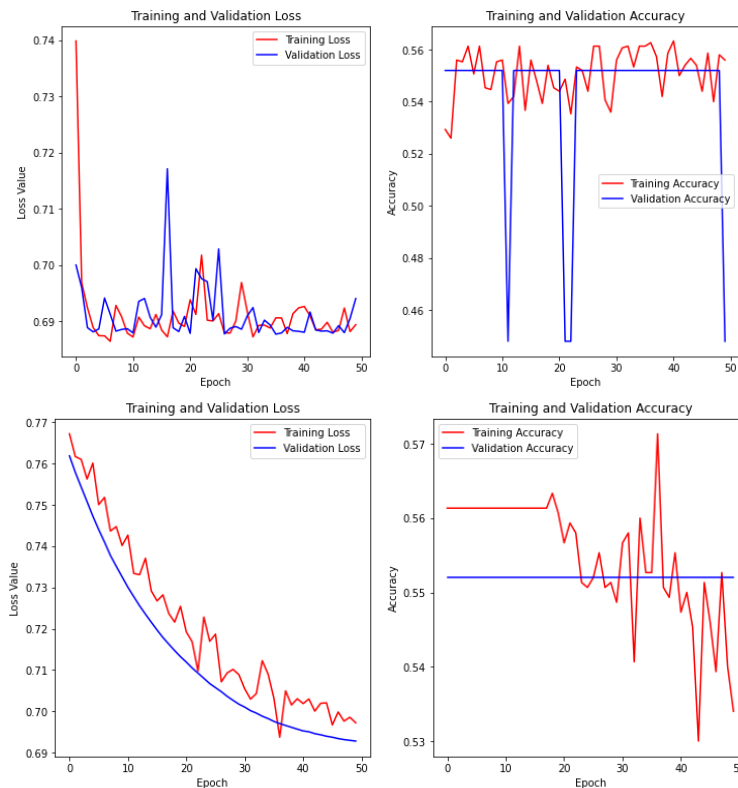 Training and Validation Loss
0.74
0.73
0.72
0.71
0.70
0.69
Loss Value
Training Loss
Validation Loss
0 10 20 30 40 50
Epoch
Training and Validation Accuracy
0.56
0.54
0.52
0.50
0.48
0.46
Accuracy
Training Accuracy
Validation Accuracy
0 10 20 30 40 50
Epoch
Training and Validation Loss
0.77
0.76
0.75
0.74
0.73
0.72
0.71
0.70
0.69
Loss Value
Training Loss
Validation Loss
0 10 20 30 40 50
Epoch
Training and Validation Accuracy
0.57
0.56
0.55
0.54
0.53
Accuracy
Training Accuracy
Validation Accuracy
0 10 20 30 40 50
Epoch